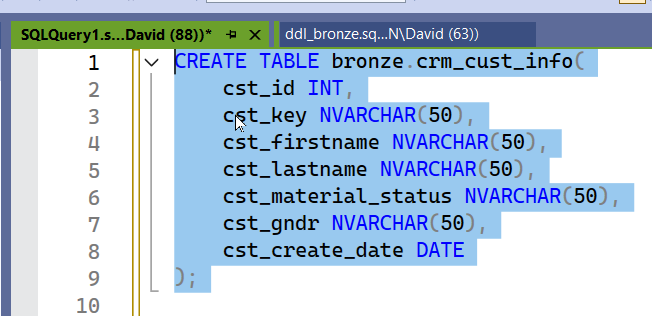 SQLQuery1.s...David (88))*
ddl_bronze.sq...N\David (63))
1 CREATE TABLE bronze.crm_cust_info(
2 cst_id INT,
3 cst_key NVARCHAR(50),
4 cst_firstname NVARCHAR(50),
5 cst_lastname NVARCHAR(50),
6 cst_material_status NVARCHAR(50),
7 cst_gndr NVARCHAR(50),
8 cst_create_date DATE
9 );
10